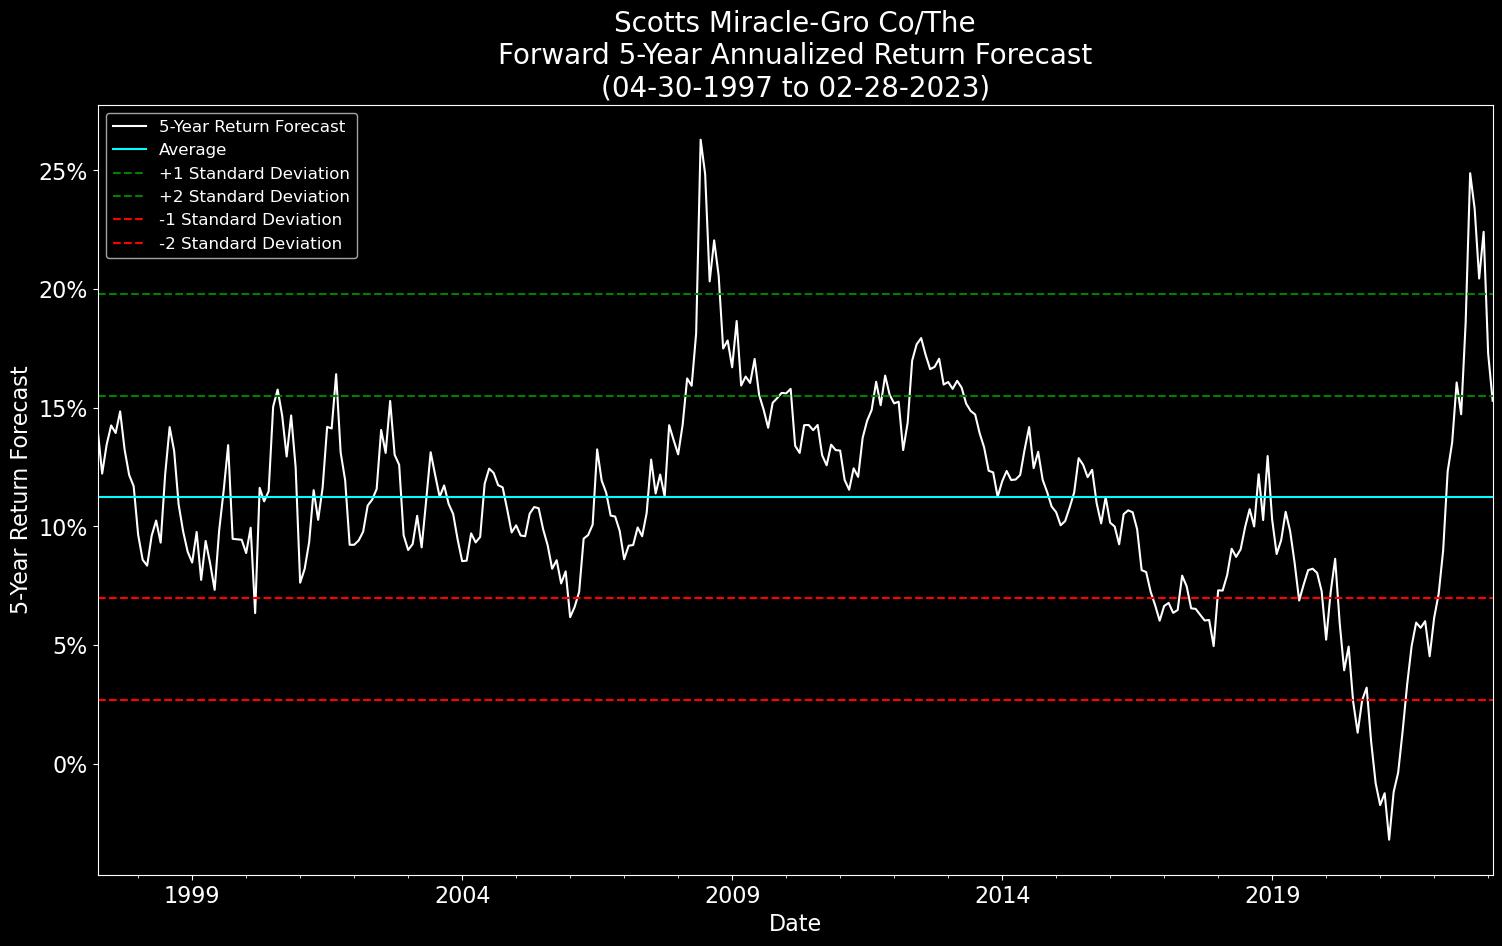 Scotts Miracle-Gro Co/The
Forward 5-Year Annualized Return Forecast
(04-30-1997 to 02-28-2023)
5-Year Return Forecast
Average
+1 Standard Deviation
+2 Standard Deviation
-1 Standard Deviation
-2 Standard Deviation
25%
20%
15%
10%
5%
0%
5-Year Return Forecast
1999
2004
2009
2014
2019
Date